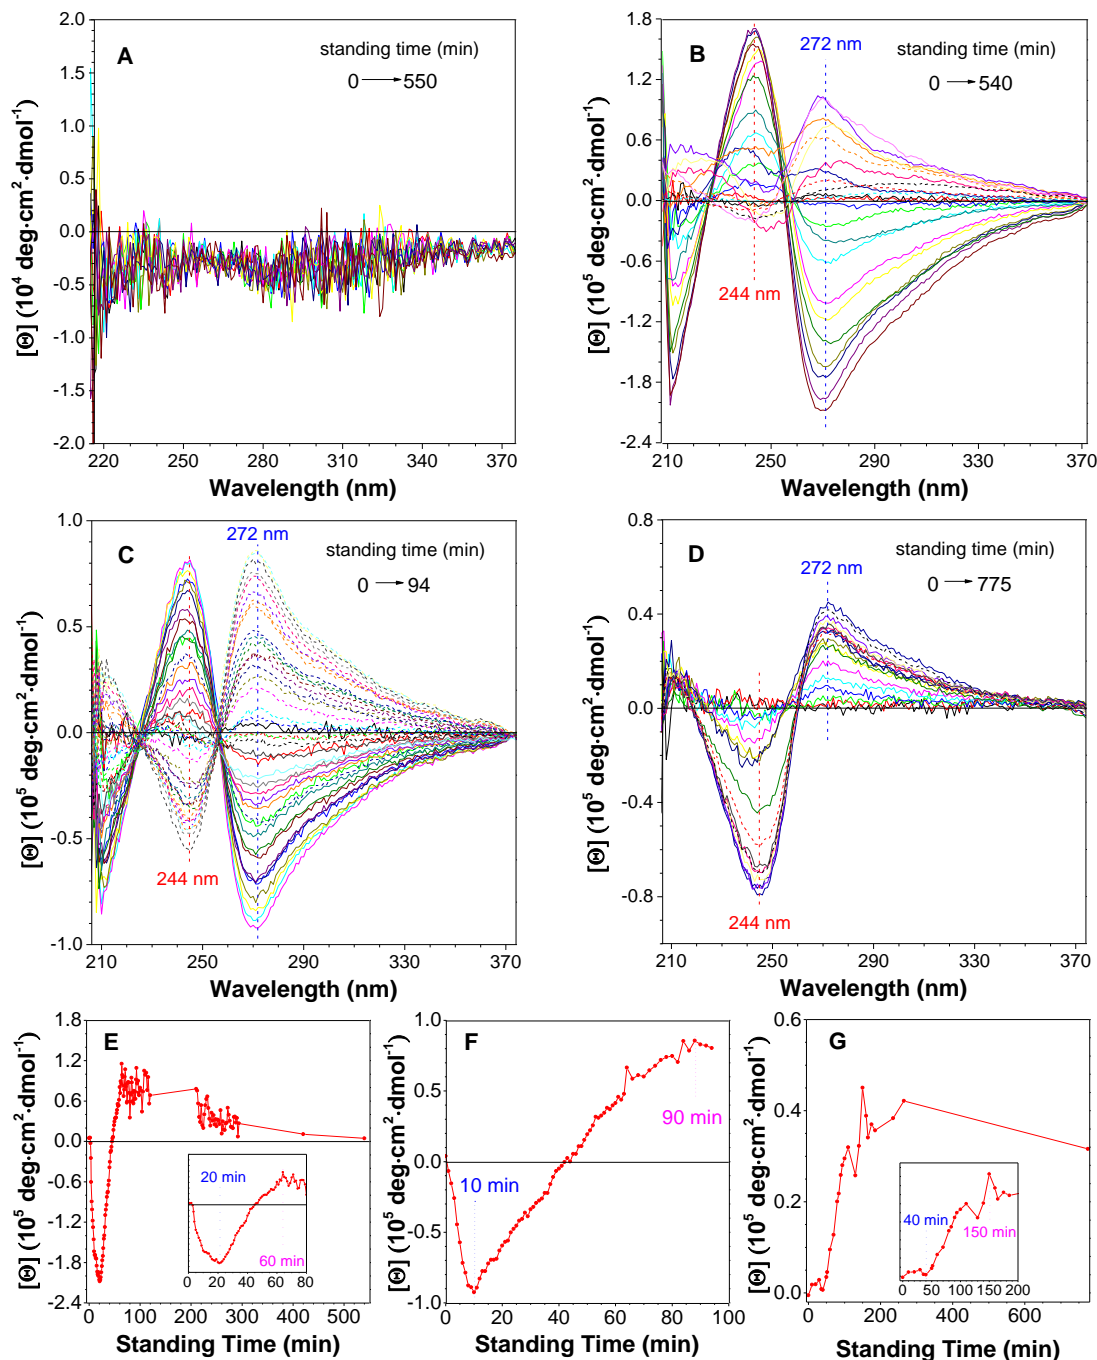 A
standing time (min)
0 → 550
2.0
1.5
1.0
0.5
0.0
-0.5
-1.0
-1.5
-2.0
[Θ] (10⁴ deg·cm²·dmol⁻¹)
220 250 280 310 340 370
Wavelength (nm)
B
272 nm
standing time (min)
0 → 540
1.8
1.2
0.6
0.0
-0.6
-1.2
-1.8
-2.4
[Θ] (10⁵ deg·cm²·dmol⁻¹)
244 nm
210 250 290 330 370
Wavelength (nm)
C
272 nm
standing time (min)
0 → 94
1.0
0.5
0.0
-0.5
-1.0
[Θ] (10⁵ deg·cm²·dmol⁻¹)
244 nm
210 250 290 330 370
Wavelength (nm)
D
standing time (min)
272 nm
0 → 775
0.8
0.4
0.0
-0.4
-0.8
[Θ] (10⁵ deg·cm²·dmol⁻¹)
244 nm
210 250 290 330 370
Wavelength (nm)
E
1.8
1.2
0.6
0.0
-0.6
-1.2
-1.8
-2.4
[Θ] (10⁵ deg·cm²·dmol⁻¹)
20 min
60 min
0 20 40 60 80
0 100 200 300 400 500
Standing Time (min)
F
1.0
0.5
0.0
-0.5
-1.0
[Θ] (10⁵ deg·cm²·dmol⁻¹)
90 min
10 min
0 20 40 60 80 100
Standing Time (min)
G
0.6
0.4
0.2
0.0
[Θ] (10⁵ deg·cm²·dmol⁻¹)
40 min
150 min
0 50 100 150 200
0 200 400 600
Standing Time (min)